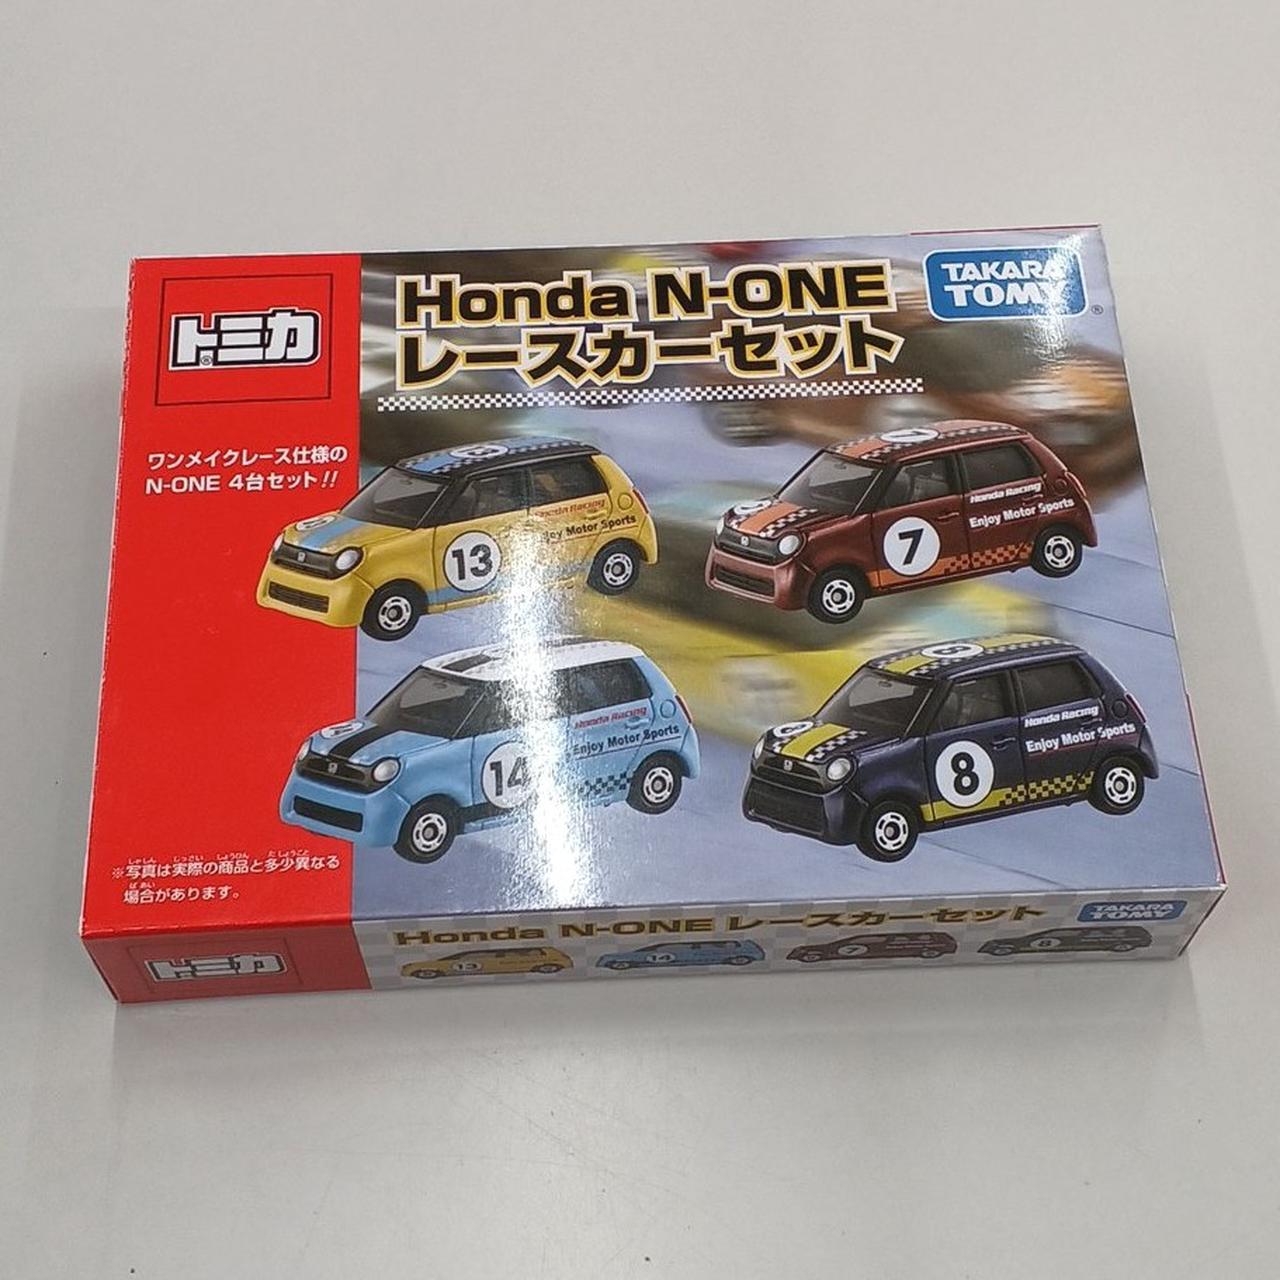 トミカ
Honda N-ONE
レースカーセット
TAKARA
TOMY
ワンメイクレース仕様の
N-ONE 4台セット!!
13
Honda Racing
Enjoy Motor Sports
7
Honda Racing
Enjoy Motor Sports
14
Honda Racing
Enjoy Motor Sports
8
Honda Racing
Enjoy Motor Sports
※写真は実際の商品と多少異なる
場合があります。
トミカ
Honda N-ONE レースカーセット
TAKARA
TOMY
13
14
7
8